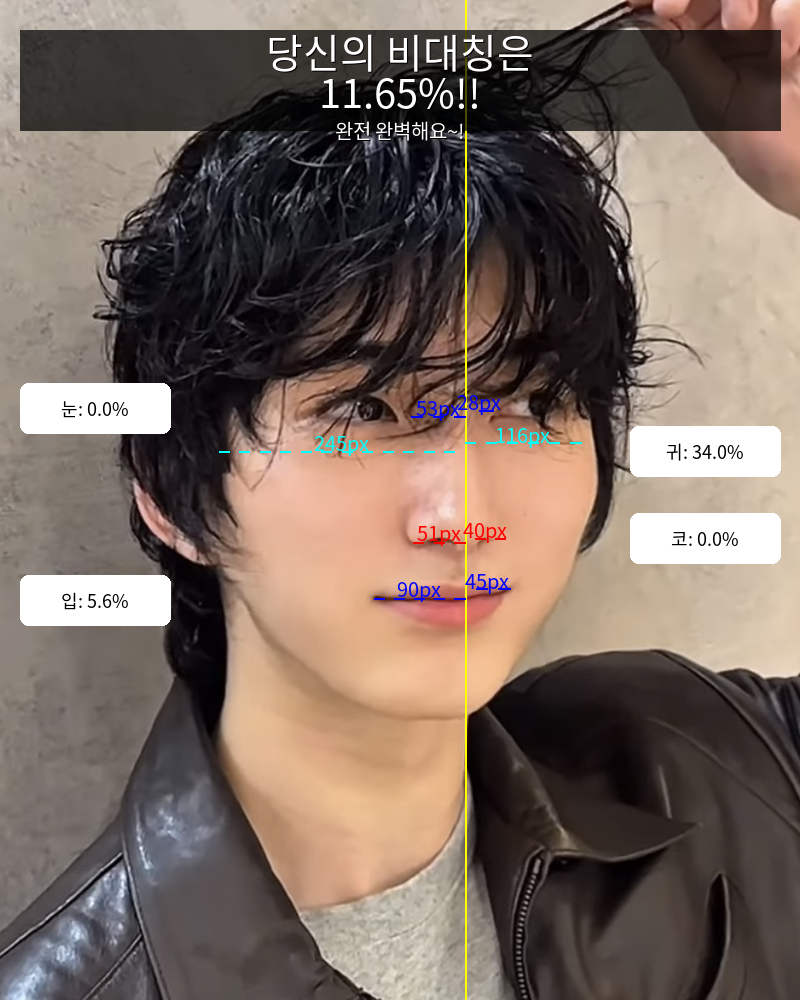 당신의 비대칭은
11.65%!!
완전 완벽해요~!
눈: 0.0%
53px
28px
245px
116px
귀: 34.0%
51px
40px
코: 0.0%
입: 5.6%
90px
45px